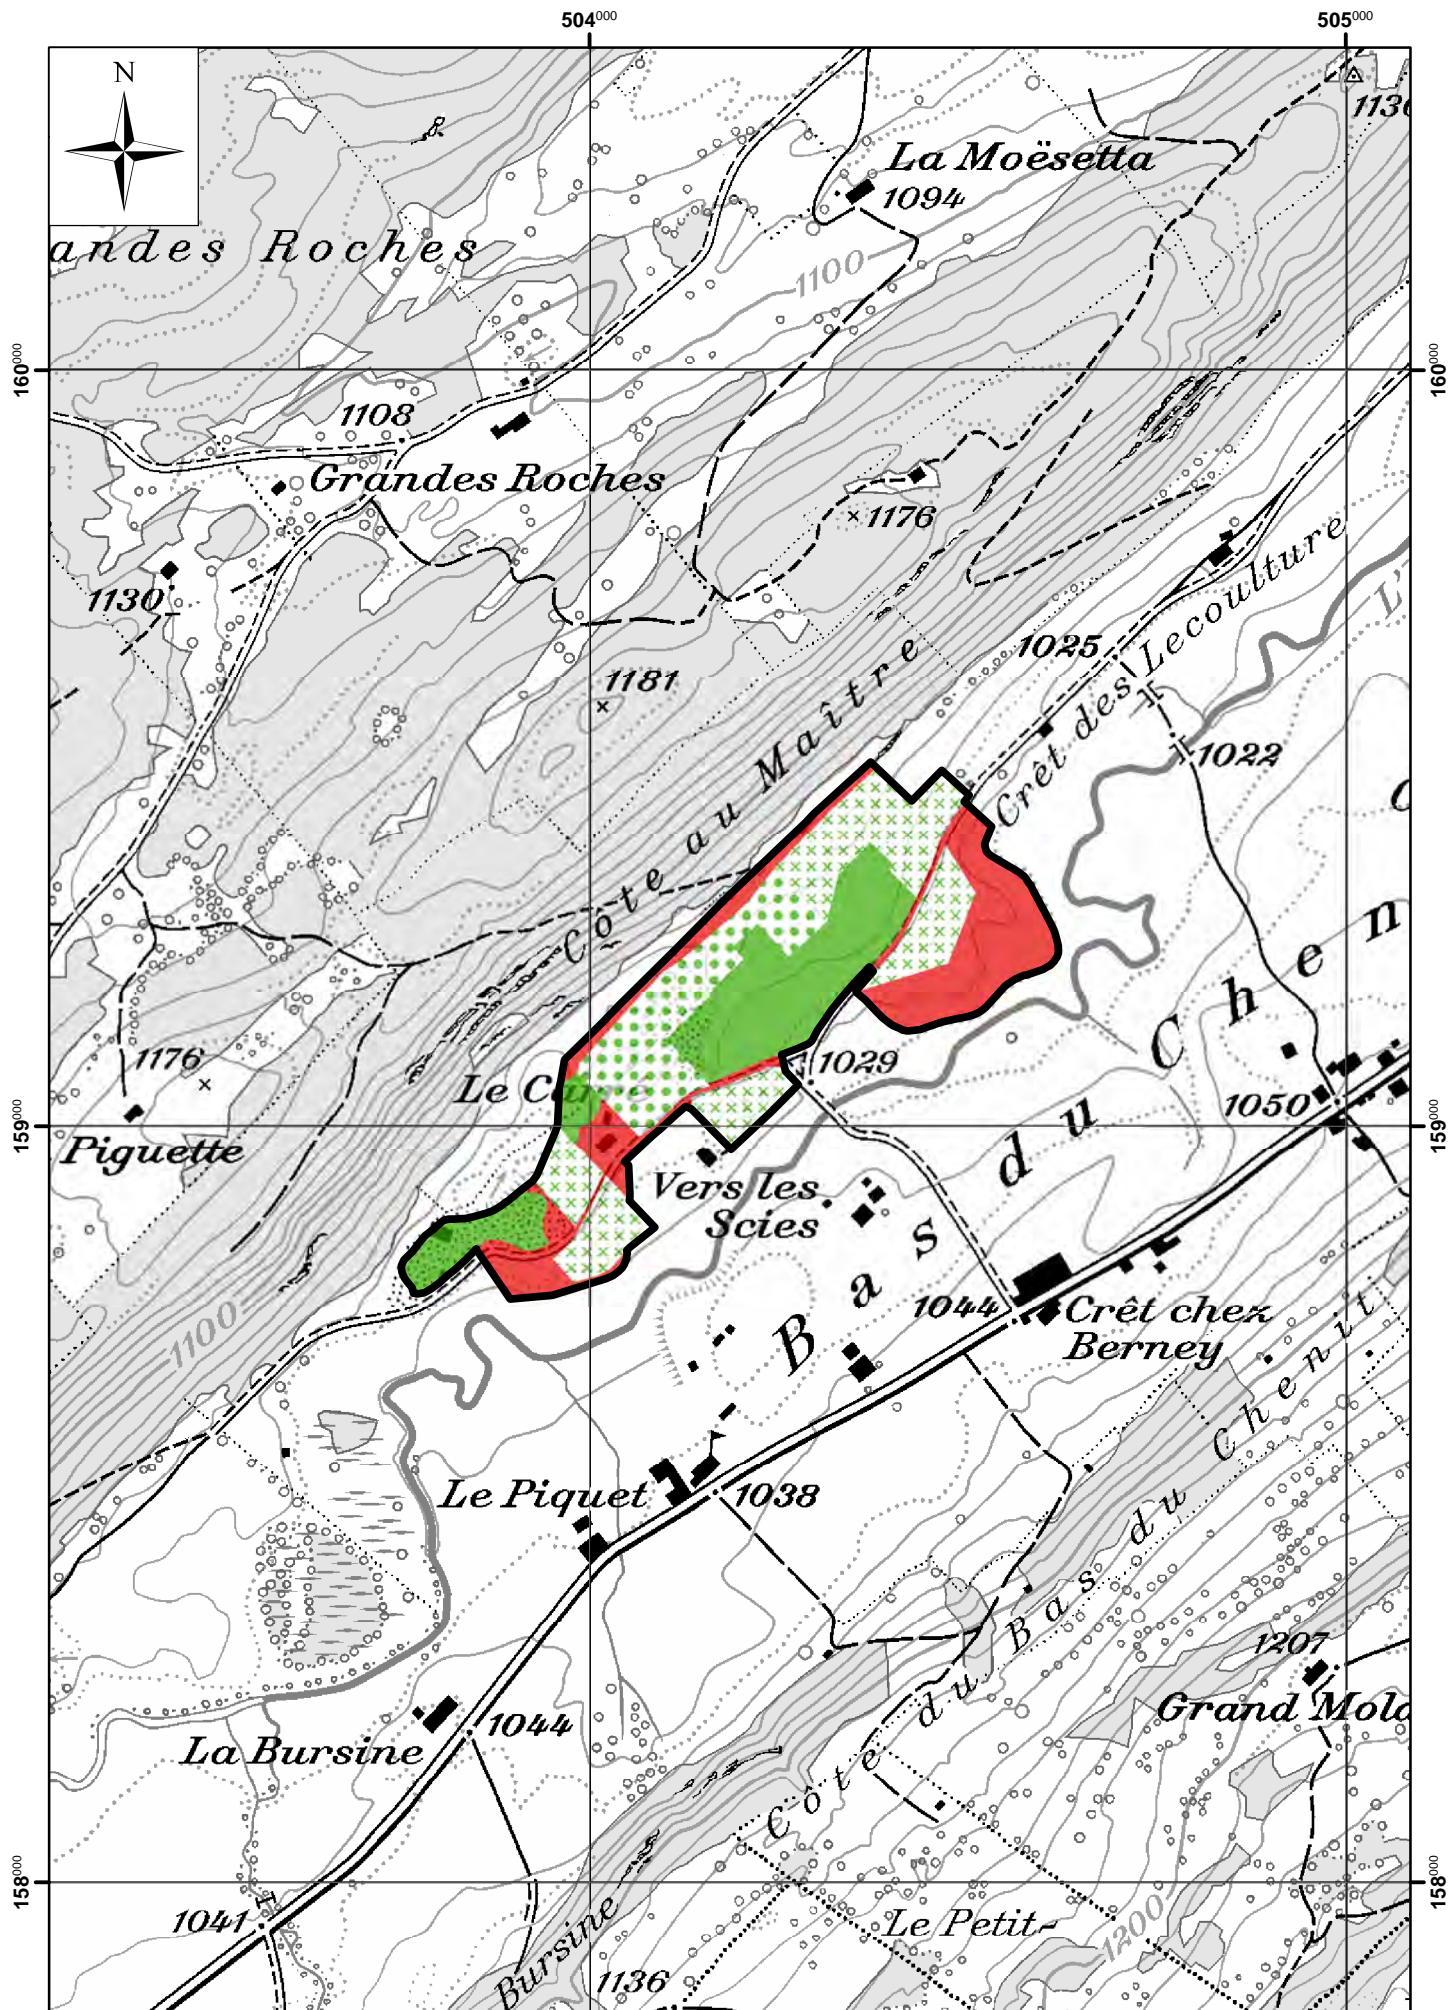 504000
505000
N
1136
La Moësetta
1094
andes Roches
1100
160000
160000
1108
Grandes Roches
1176
1130
1025
Crêt des Lecoulture
L'
1181
Côte au Maître
1022
1176
1029
Le Carré
159000
159000
Piguette
1050
Vers les
Scies
Bas du Chen
1044
Crêt chez
Berney
1100
Le Piquet
1038
Côte du Bas du Chenit
1207
Grand Mola
1044
La Bursine
158000
158000
1041
Bursine
Le Petit-
1200
1136